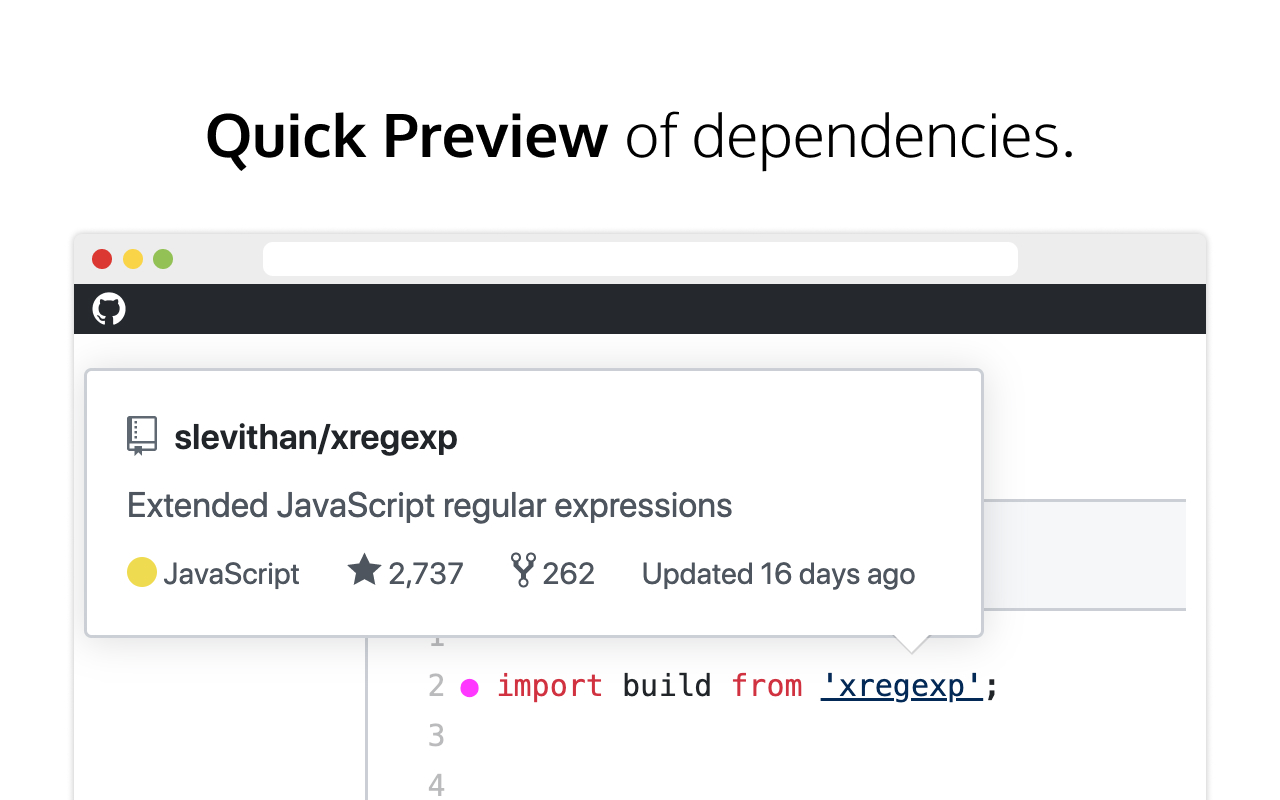 Quick Preview of dependencies.
slevithan/xregexp
Extended JavaScript regular expressions
JavaScript 2,737 262 Updated 16 days ago
1
2 import build from 'xregexp';
3
4